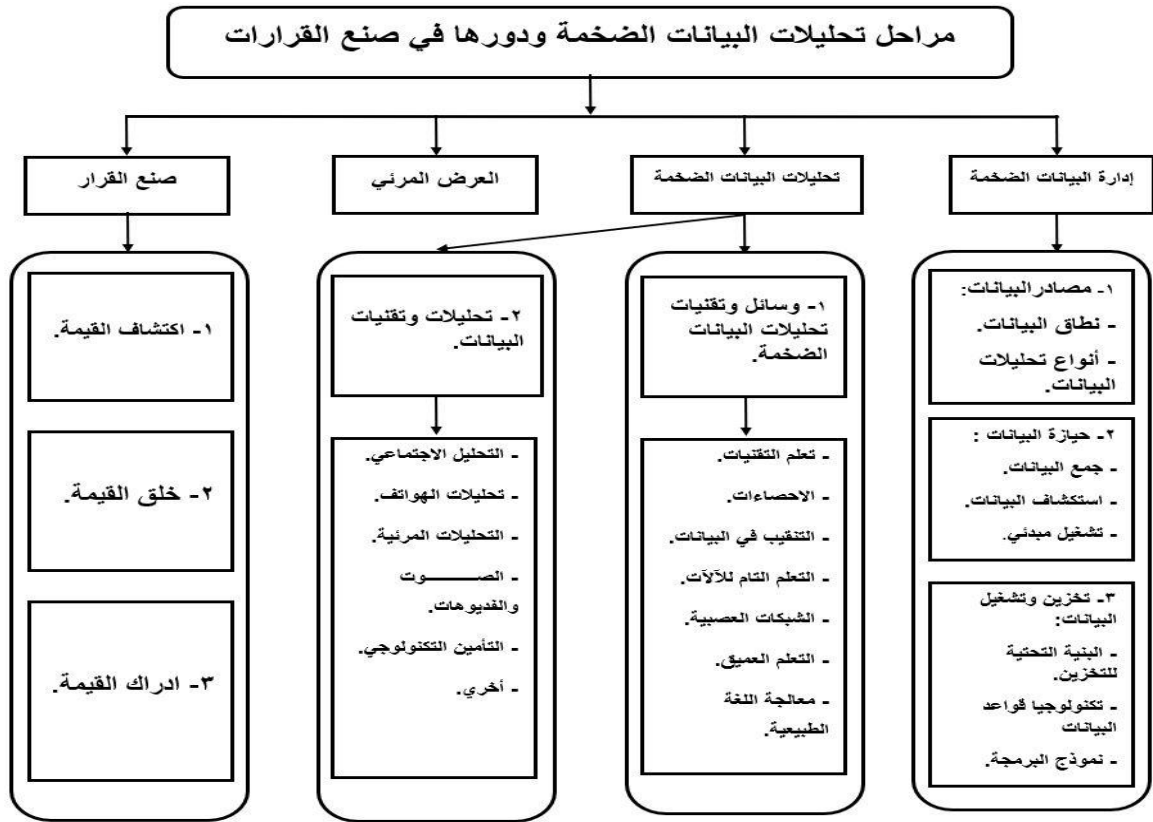 مراحل تحليلات البيانات الضخمة ودورها في صنع القرارات
إدارة البيانات الضخمة
تحليلات البيانات الضخمة
العرض المرئي
صنع القرار
١- مصادرالبيانات:
- نطاق البيانات.
- أنواع تحليلات
البيانات.
٢- حيازة البيانات :
- جمع البيانات.
- استكشاف البيانات.
- تشغيل مبدئي.
٣- تخزين وتشغيل
البيانات:
- البنية التحتية
للتخزين.
- تكنولوجيا قواعد
البيانات
- نموذج البرمجة.
١- وسائل وتقنيات
تحليلات البيانات
الضخمة.
- تعلم التقنيات.
- الاحصاءات.
- التنقيب في البيانات.
- التعلم التام للآلآت.
- الشبكات العصبية.
- التعلم العميق.
- معالجة اللغة
الطبيعية.
٢- تحليلات وتقنيات
البيانات.
- التحليل الاجتماعي.
- تحليلات الهواتف.
- التحليلات المرئية.
- الصـــــوت
والفديوهات.
- التأمين التكنولوجي.
- أخري.
١- اكتشاف القيمة.
٢- خلق القيمة.
٣- ادراك القيمة.